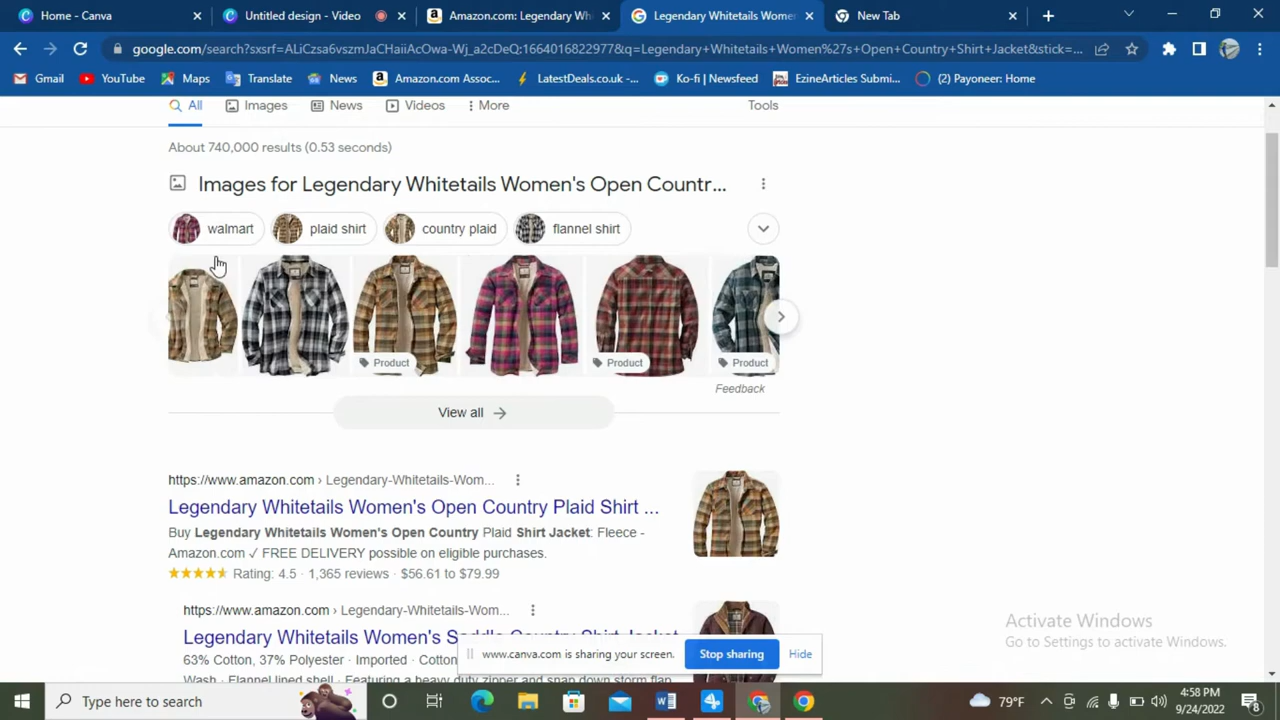 Home - Canva
Untitled design - Video
Amazon.com: Legendary Wh
Legendary Whitetails Wome
New Tab
google.com/search?sxsrf=ALiCzsa6vszmJaCHaiiAcOwa-Wj_a2cDeQ:1664016822977&q=Legendary+Whitetails+Women%27s+Open+Country+Shirt+Jacket&stick=...
Gmail
YouTube
Maps
Translate
News
Amazon.com Assoc...
LatestDeals.co.uk -...
Ko-fi | Newsfeed
EzineArticles Submi...
(2) Payoneer: Home
All
Images
News
Videos
More
Tools
About 740,000 results (0.53 seconds)
Images for Legendary Whitetails Women's Open Countr...
walmart
plaid shirt
country plaid
flannel shirt
Product
Product
Product
Feedback
View all
https://www.amazon.com › Legendary-Whitetails-Wom...
Legendary Whitetails Women's Open Country Plaid Shirt ...
Buy Legendary Whitetails Women's Open Country Plaid Shirt Jacket: Fleece -
Amazon.com ✓ FREE DELIVERY possible on eligible purchases.
Rating: 4.5 · 1,365 reviews · $56.61 to $79.99
https://www.amazon.com › Legendary-Whitetails-Wom...
Legendary Whitetails Women's Saddle Country Shirt Jacket
63% Cotton, 37% Polyester · Imported · Cotton
Wash · Flannel lined shell · Featuring a heavy duty zipper and snap down storm flap
www.canva.com is sharing your screen.
Stop sharing
Hide
Activate Windows
Go to Settings to activate Windows.
Type here to search
79°F
4:58 PM
9/24/2022
8